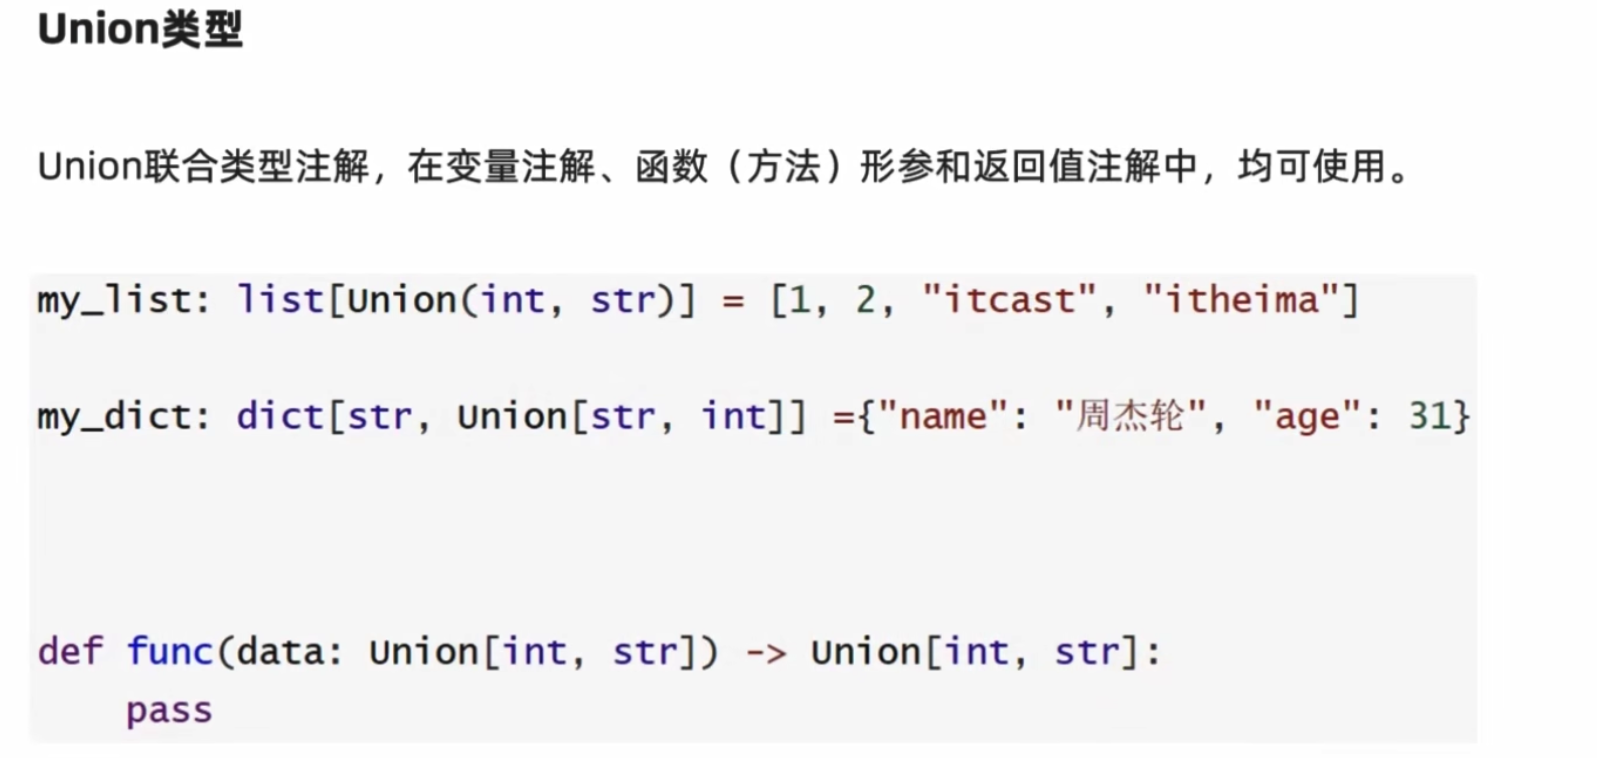 Union类型
Union联合类型注解，在变量注解、函数（方法）形参和返回值注解中，均可使用。
my_list: list[Union(int, str)] = [1, 2, "itcast", "itheima"]
my_dict: dict[str, Union[str, int]] ={"name": "周杰轮", "age": 31}
def func(data: Union[int, str]) -> Union[int, str]:
    pass